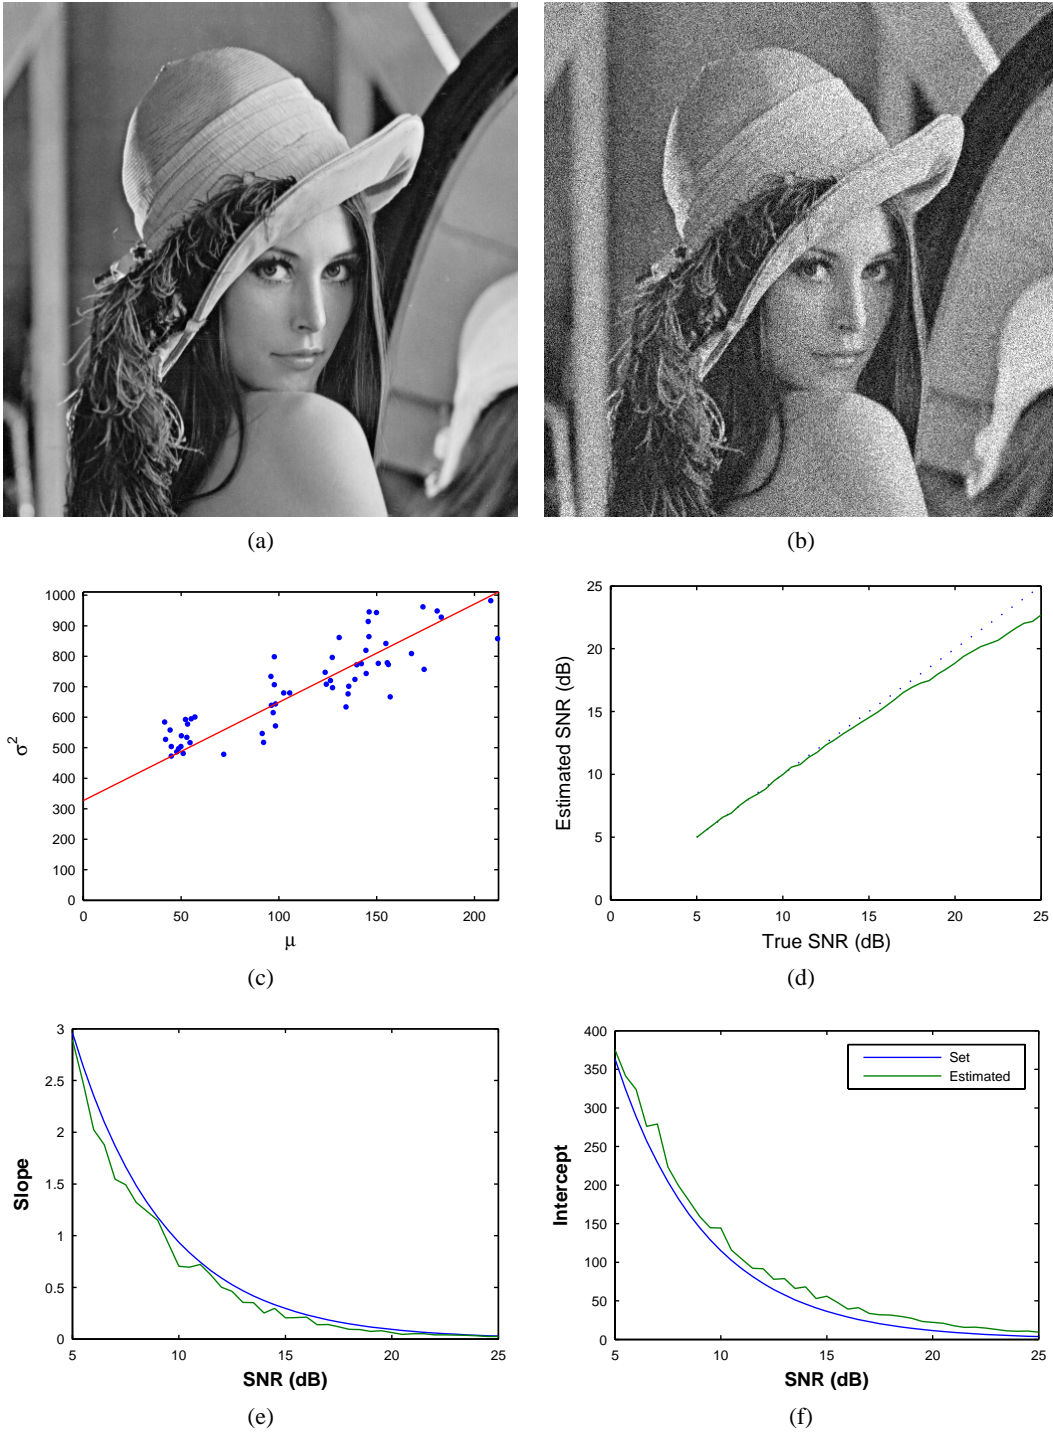 (a)
(b)
1000
900
800
700
600
500
400
300
200
100
0
0 50 100 150 200
σ2
μ
(c)
25
20
15
10
5
0
0 5 10 15 20 25
Estimated SNR (dB)
True SNR (dB)
(d)
3
2.5
2
1.5
1
0.5
0
5 10 15 20 25
Slope
SNR (dB)
(e)
400
350
300
250
200
150
100
50
0
5 10 15 20 25
Intercept
SNR (dB)
Set
Estimated
(f)